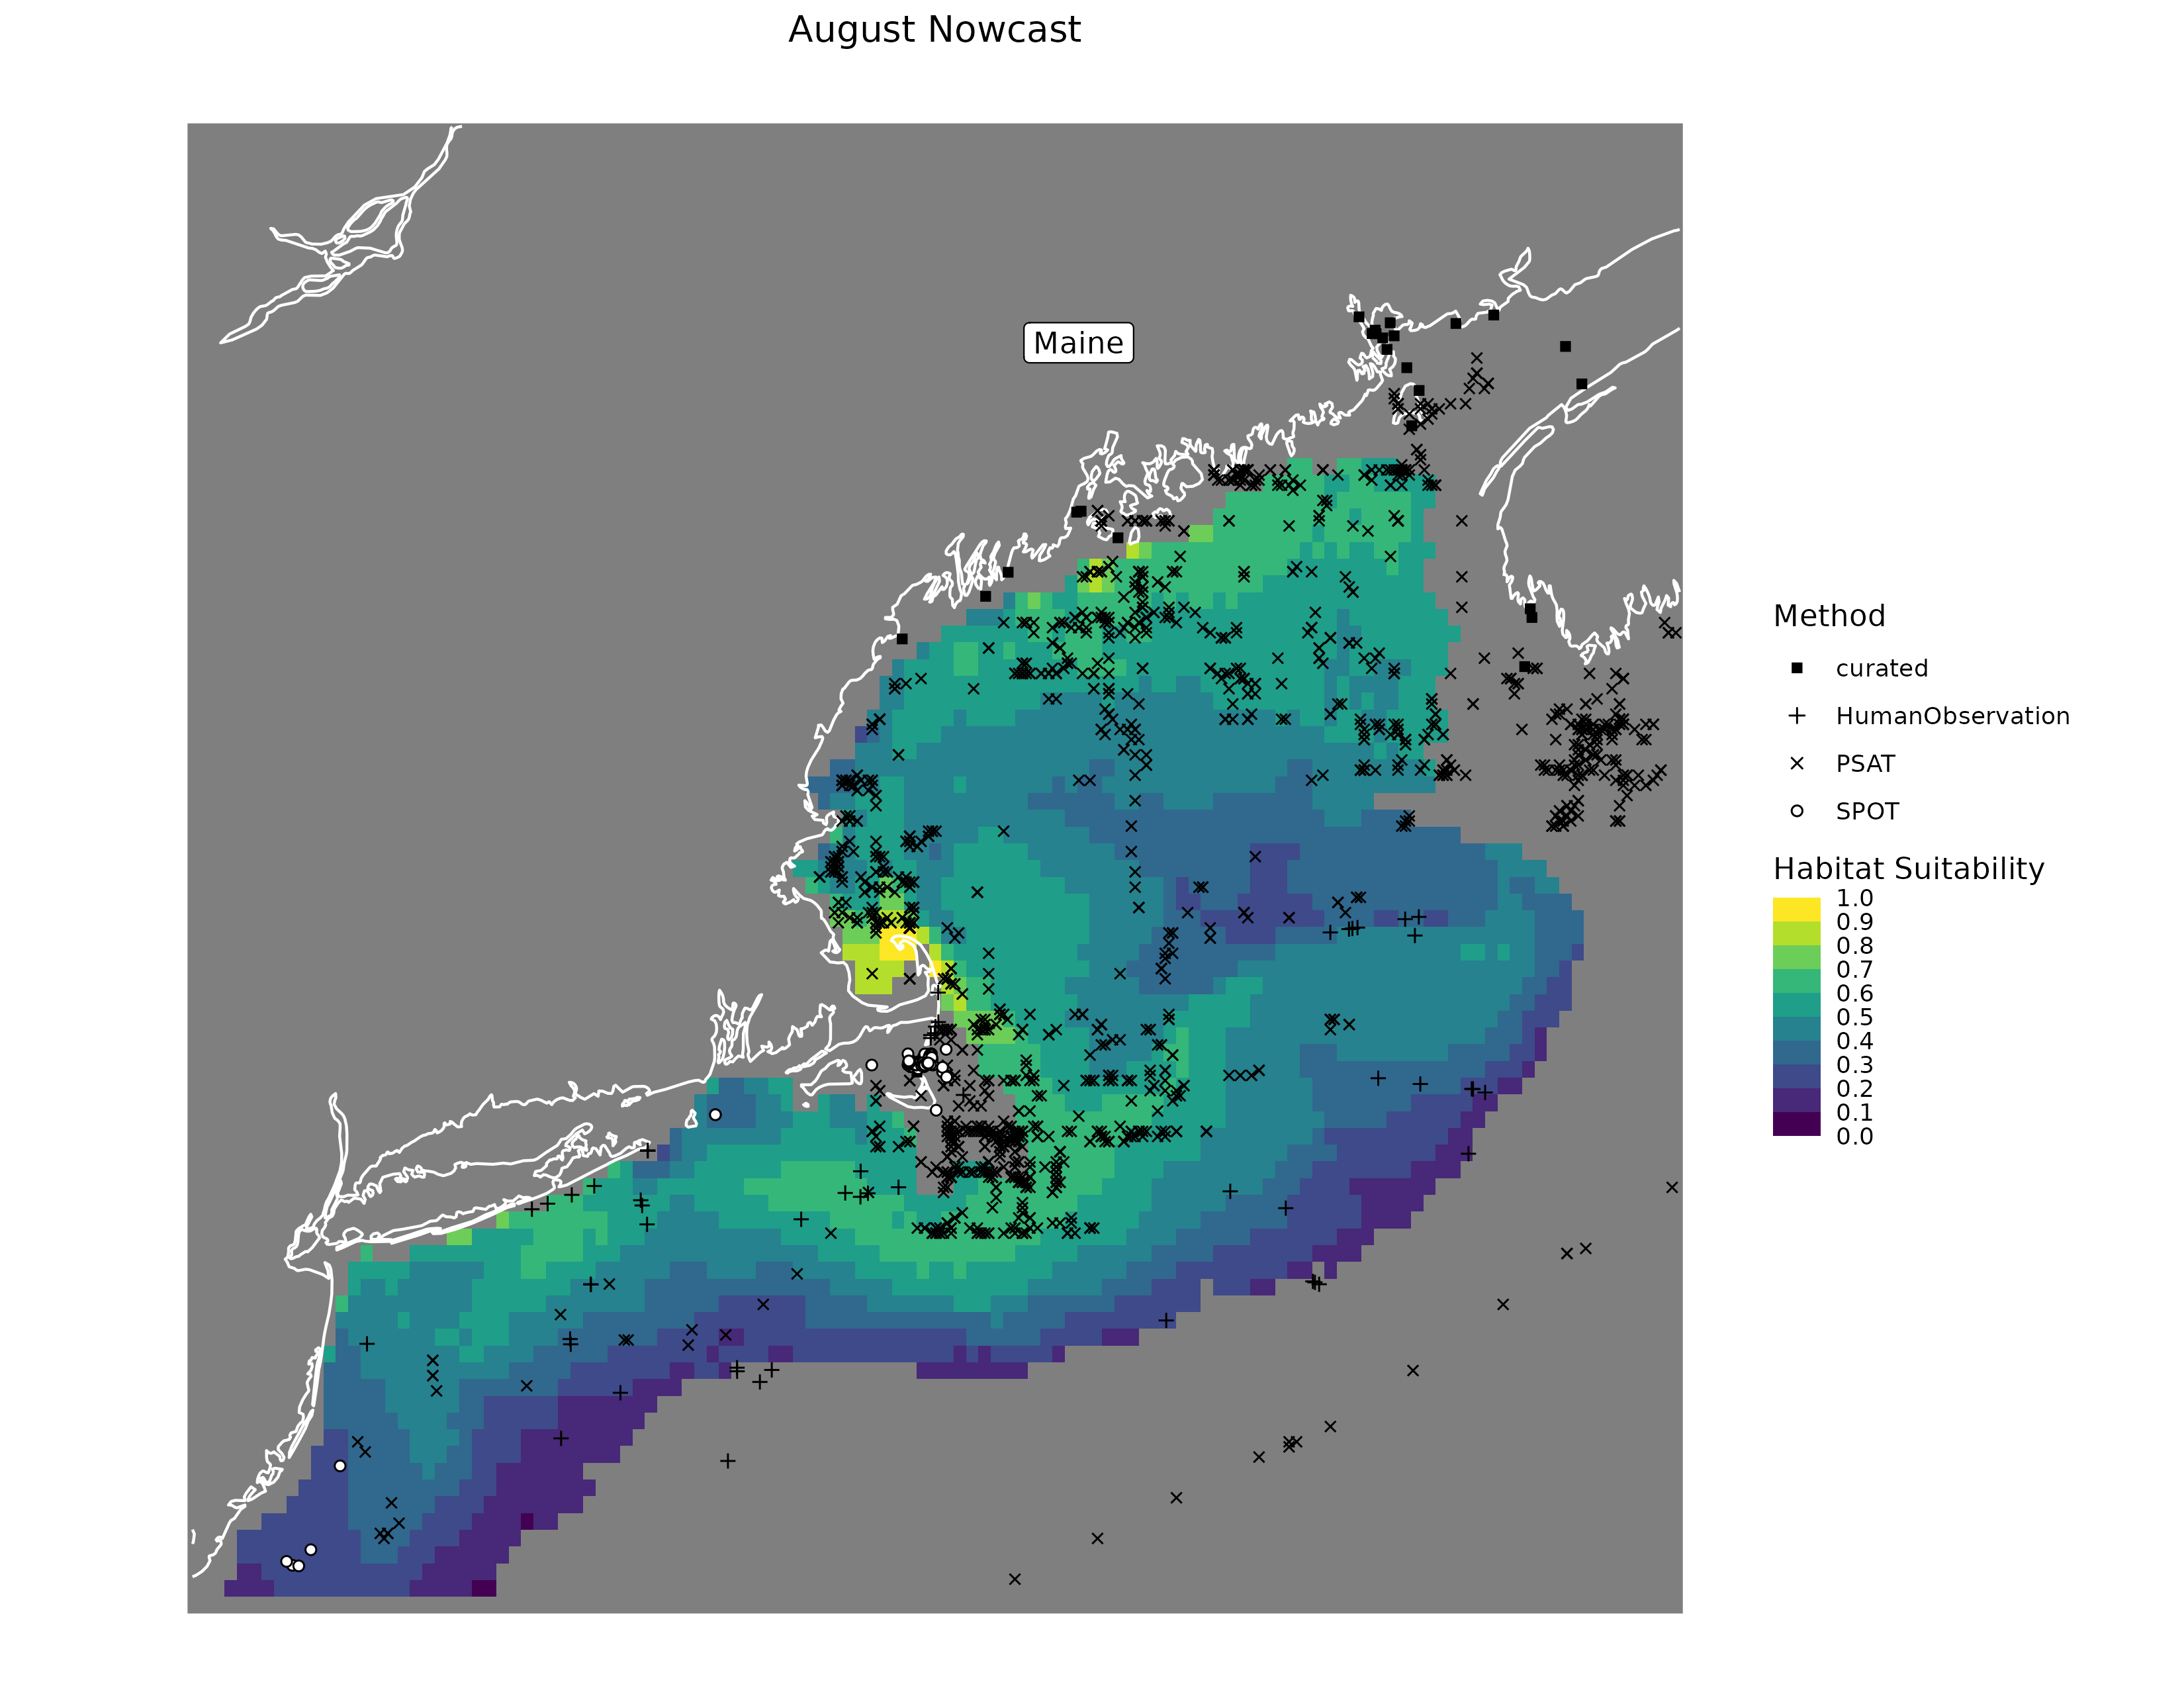 August Nowcast
Maine
Method
curated
HumanObservation
PSAT
SPOT
Habitat Suitability
1.0
0.9
0.8
0.7
0.6
0.5
0.4
0.3
0.2
0.1
0.0